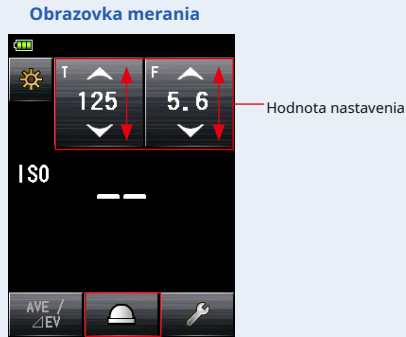 Obrazovka merania
T
125
F
5.6
Hodnota nastavenia
ISO
--
AVE /
⊿EV